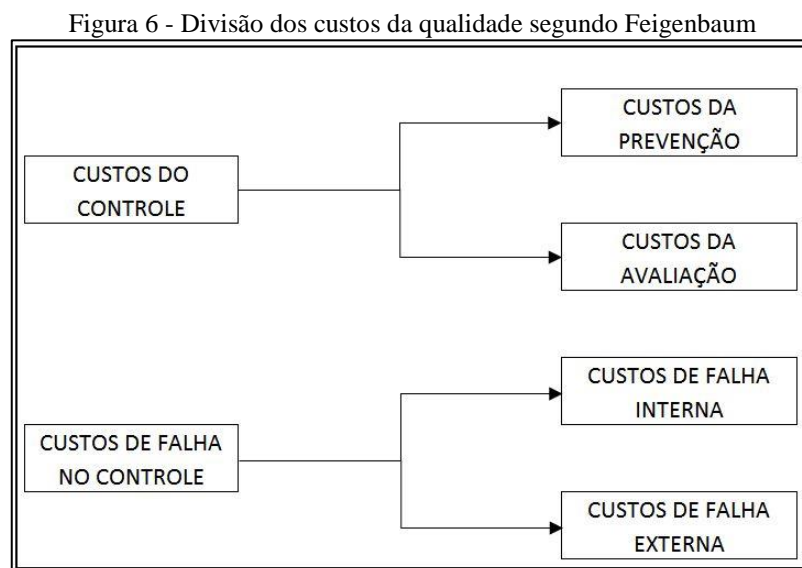 Figura 6 - Divisão dos custos da qualidade segundo Feigenbaum
CUSTOS DO
CONTROLE
CUSTOS DA
PREVENÇÃO
CUSTOS DA
AVALIAÇÃO
CUSTOS DE FALHA
NO CONTROLE
CUSTOS DE FALHA
INTERNA
CUSTOS DE FALHA
EXTERNA